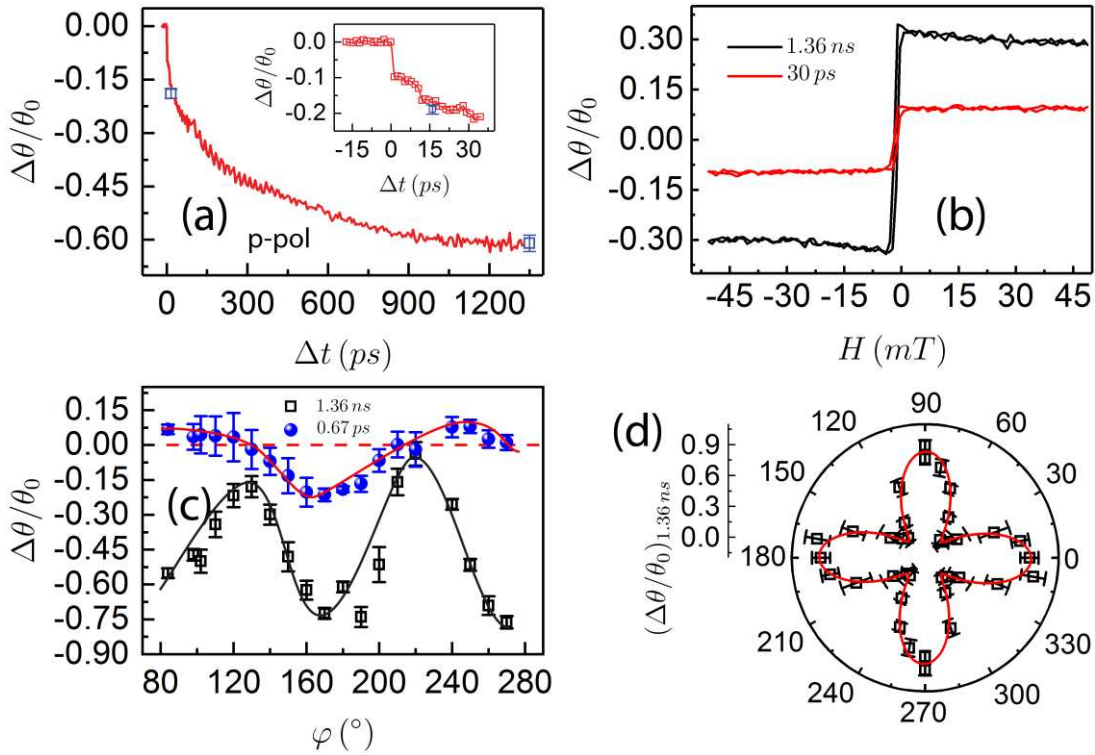 0.00
-0.15
-0.30
-0.45
-0.60
Δθ/θ0
0 300 600 900 1200
Δt (ps)
(a)
p-pol
0.0
-0.1
-0.2
Δθ/θ0
-15 0 15 30
Δt (ps)
0.30
0.15
0.00
-0.15
-0.30
Δθ/θ0
1.36 ns
30 ps
(b)
-45 -30 -15 0 15 30 45
H (mT)
0.15
0.00
-0.15
-0.30
-0.45
-0.60
-0.75
-0.90
Δθ/θ0
1.36 ns
0.67 ps
(c)
80 120 160 200 240 280
φ (°)
(d)
0.9
0.6
0.3
0.0
(Δθ/θ0)1.36 ns
90
120 60
150 30
180 0
210 330
240 300
270